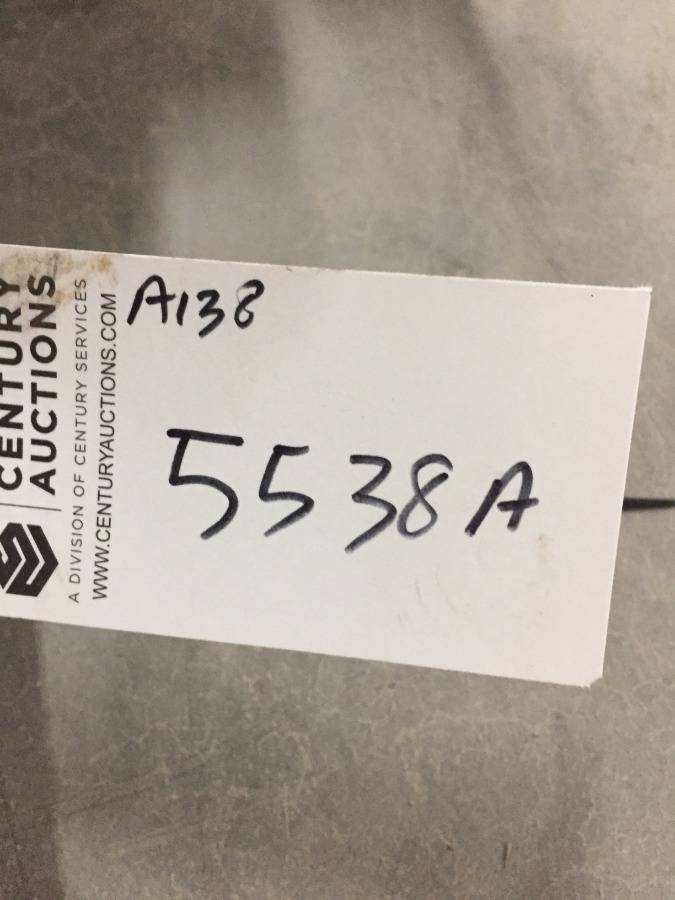 CENTURY
AUCTIONS
A DIVISION OF CENTURY SERVICES
WWW.CENTURYAUCTIONS.COM
A138
5538A